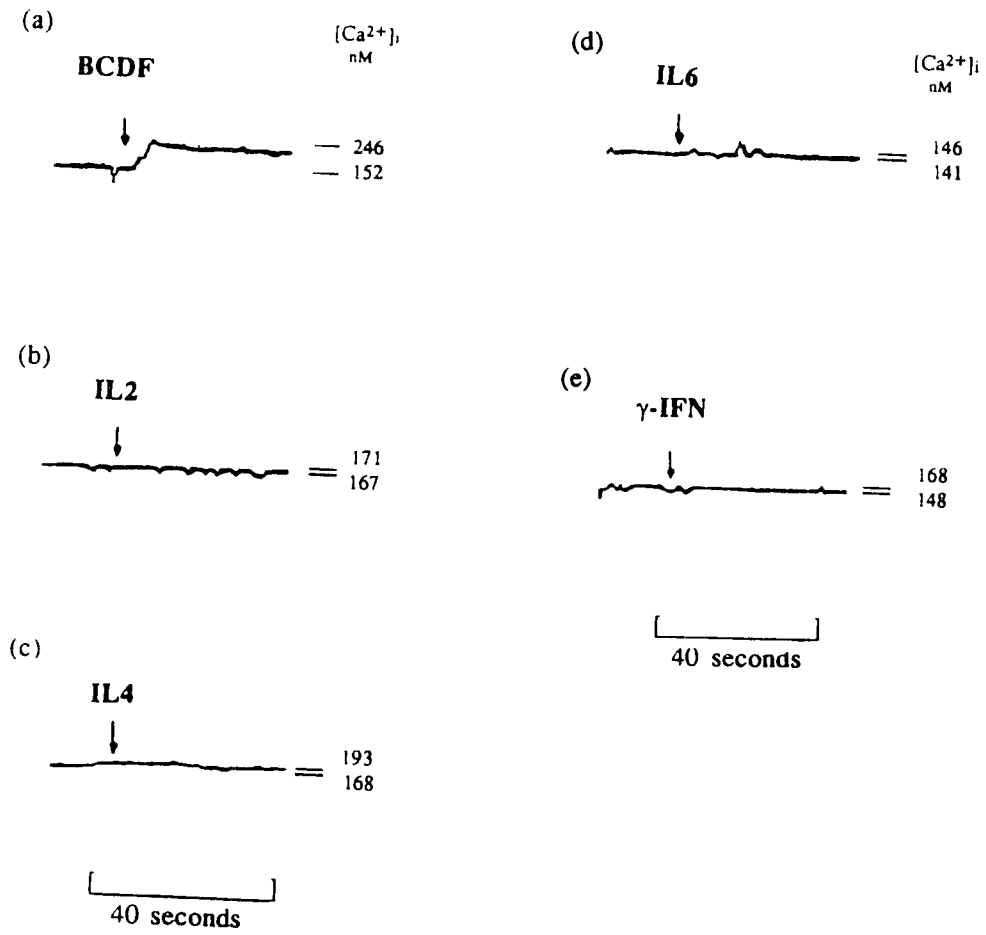 (a)
[Ca2+]i
nM
BCDF
246
152
(b)
IL2
171
167
(c)
IL4
193
168
40 seconds
(d)
[Ca2+]i
nM
IL6
146
141
(e)
γ-IFN
168
148
40 seconds